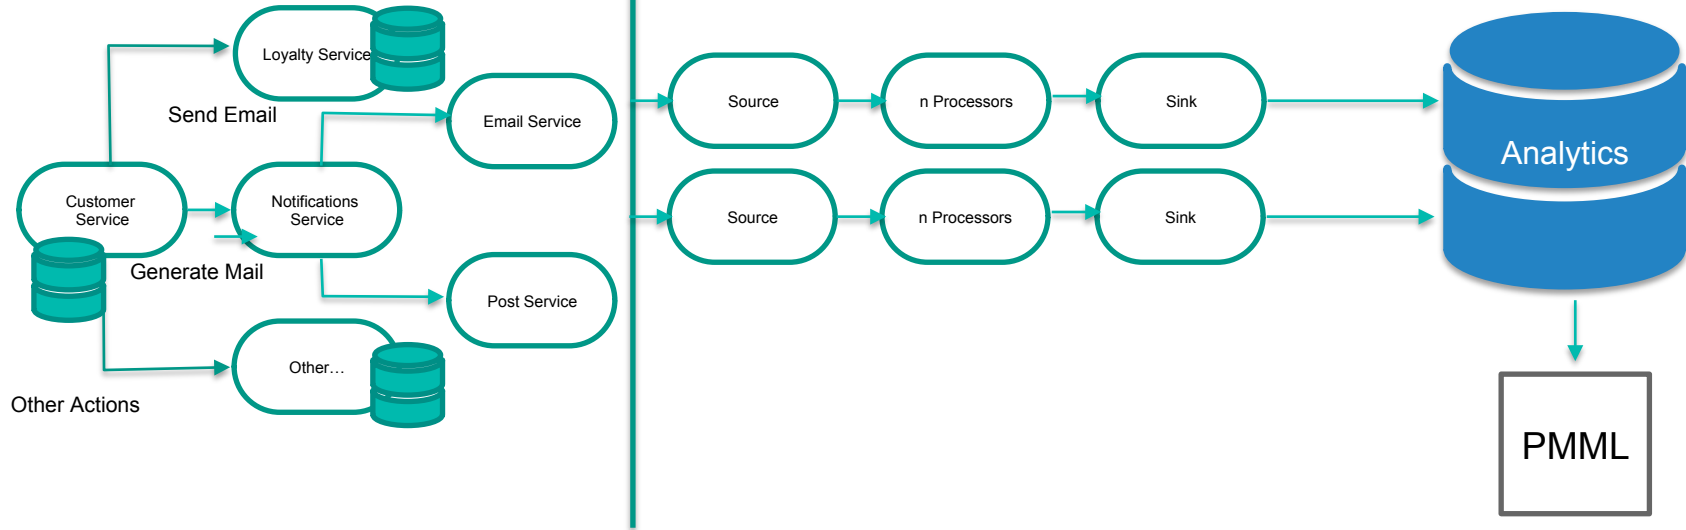 Loyalty Service
Send Email
Email Service
Customer
Service
Notifications
Service
Generate Mail
Post Service
Other…
Other Actions
Source
n Processors
Sink
Source
n Processors
Sink
Analytics
PMML